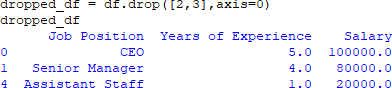 dropped_df = df.drop([2,3],axis=0)
dropped_df
Job Position Years of Experience Salary
0 CEO 5.0 100000.0
1 Senior Manager 4.0 80000.0
4 Assistant Staff 1.0 20000.0